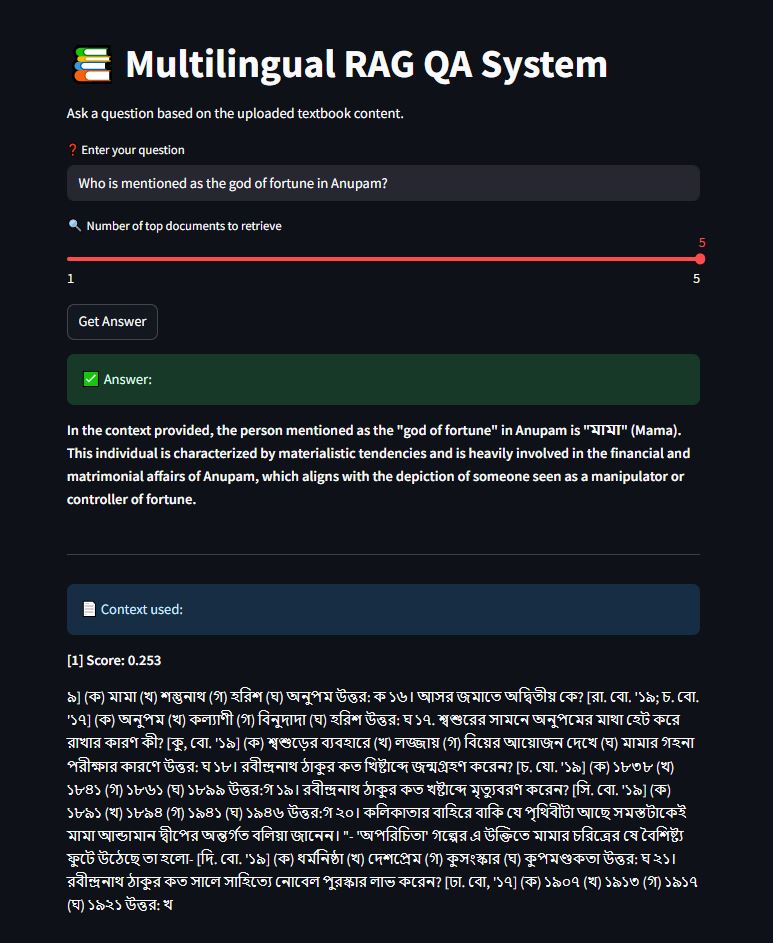 📚 Multilingual RAG QA System
Ask a question based on the uploaded textbook content.
❓ Enter your question
Who is mentioned as the god of fortune in Anupam?
🔍 Number of top documents to retrieve
5
1
5
Get Answer
✅ Answer:
In the context provided, the person mentioned as the "god of fortune" in Anupam is "মামা" (Mama).
This individual is characterized by materialistic tendencies and is heavily involved in the financial and
matrimonial affairs of Anupam, which aligns with the depiction of someone seen as a manipulator or
controller of fortune.
📄 Context used:
[1] Score: 0.253
৯] (ক) মামা (খ) শম্ভুনাথ (গ) হরিশ (ঘ) অনুপম উত্তর: ক ১৬। আসর জমাতে অদ্বিতীয় কে? [রা. বো. '১৯; চ. বো.
'১৭] (ক) অনুপম (খ) কল্যাণী (গ) বিনুদাদা (ঘ) হরিশ উত্তর: ঘ ১৭. শ্বশুরের সামনে অনুপমের মাথা হেট করে
রাখার কারণ কী? [কু, বো. '১৯] (ক) শ্বশুড়ের ব্যবহারে (খ) লজ্জায় (গ) বিয়ের আয়োজন দেখে (ঘ) মামার গহনা
পরীক্ষার কারণে উত্তর: ঘ ১৮। রবীন্দ্রনাথ ঠাকুর কত খিষ্টাব্দে জন্মগ্রহণ করেন? [চ. যো. '১৯] (ক) ১৮৩৮ (খ)
১৮৪১ (গ) ১৮৬১ (ঘ) ১৮৯৯ উত্তর:গ ১৯। রবীন্দ্রনাথ ঠাকুর কত খষ্টাব্দে মৃত্যুবরণ করেন? [সি. বো. '১৯] (ক)
১৮৯১ (খ) ১৮৯৪ (গ) ১৯৪১ (ঘ) ১৯৪৬ উত্তর:গ ২০। কলিকাতার বাহিরে বাকি যে পৃথিবীটা আছে সমস্তটাকেই
মামা আন্ডামান দ্বীপের অন্তর্গত বলিয়া জানেন। "- 'অপরিচিতা' গল্পের এ উক্তিতে মামার চরিত্রের ষে বৈশিষ্ট্য
ফুটে উঠেছে তা হলো- [দি. বো. '১৯] (ক) ধর্মনিষ্ঠা (খ) দেশপ্রেম (গ) কুসংস্কার (ঘ) কুপমণ্ডকতা উত্তর: ঘ ২১।
রবীন্দ্রনাথ ঠাকুর কত সালে সাহিত্যে নোবেল পুরস্কার লাভ করেন? [ঢা. বো, '১৭] (ক) ১৯০৭ (খ) ১৯১৩ (গ) ১৯১৭
(ঘ) ১৯২১ উত্তর: খ